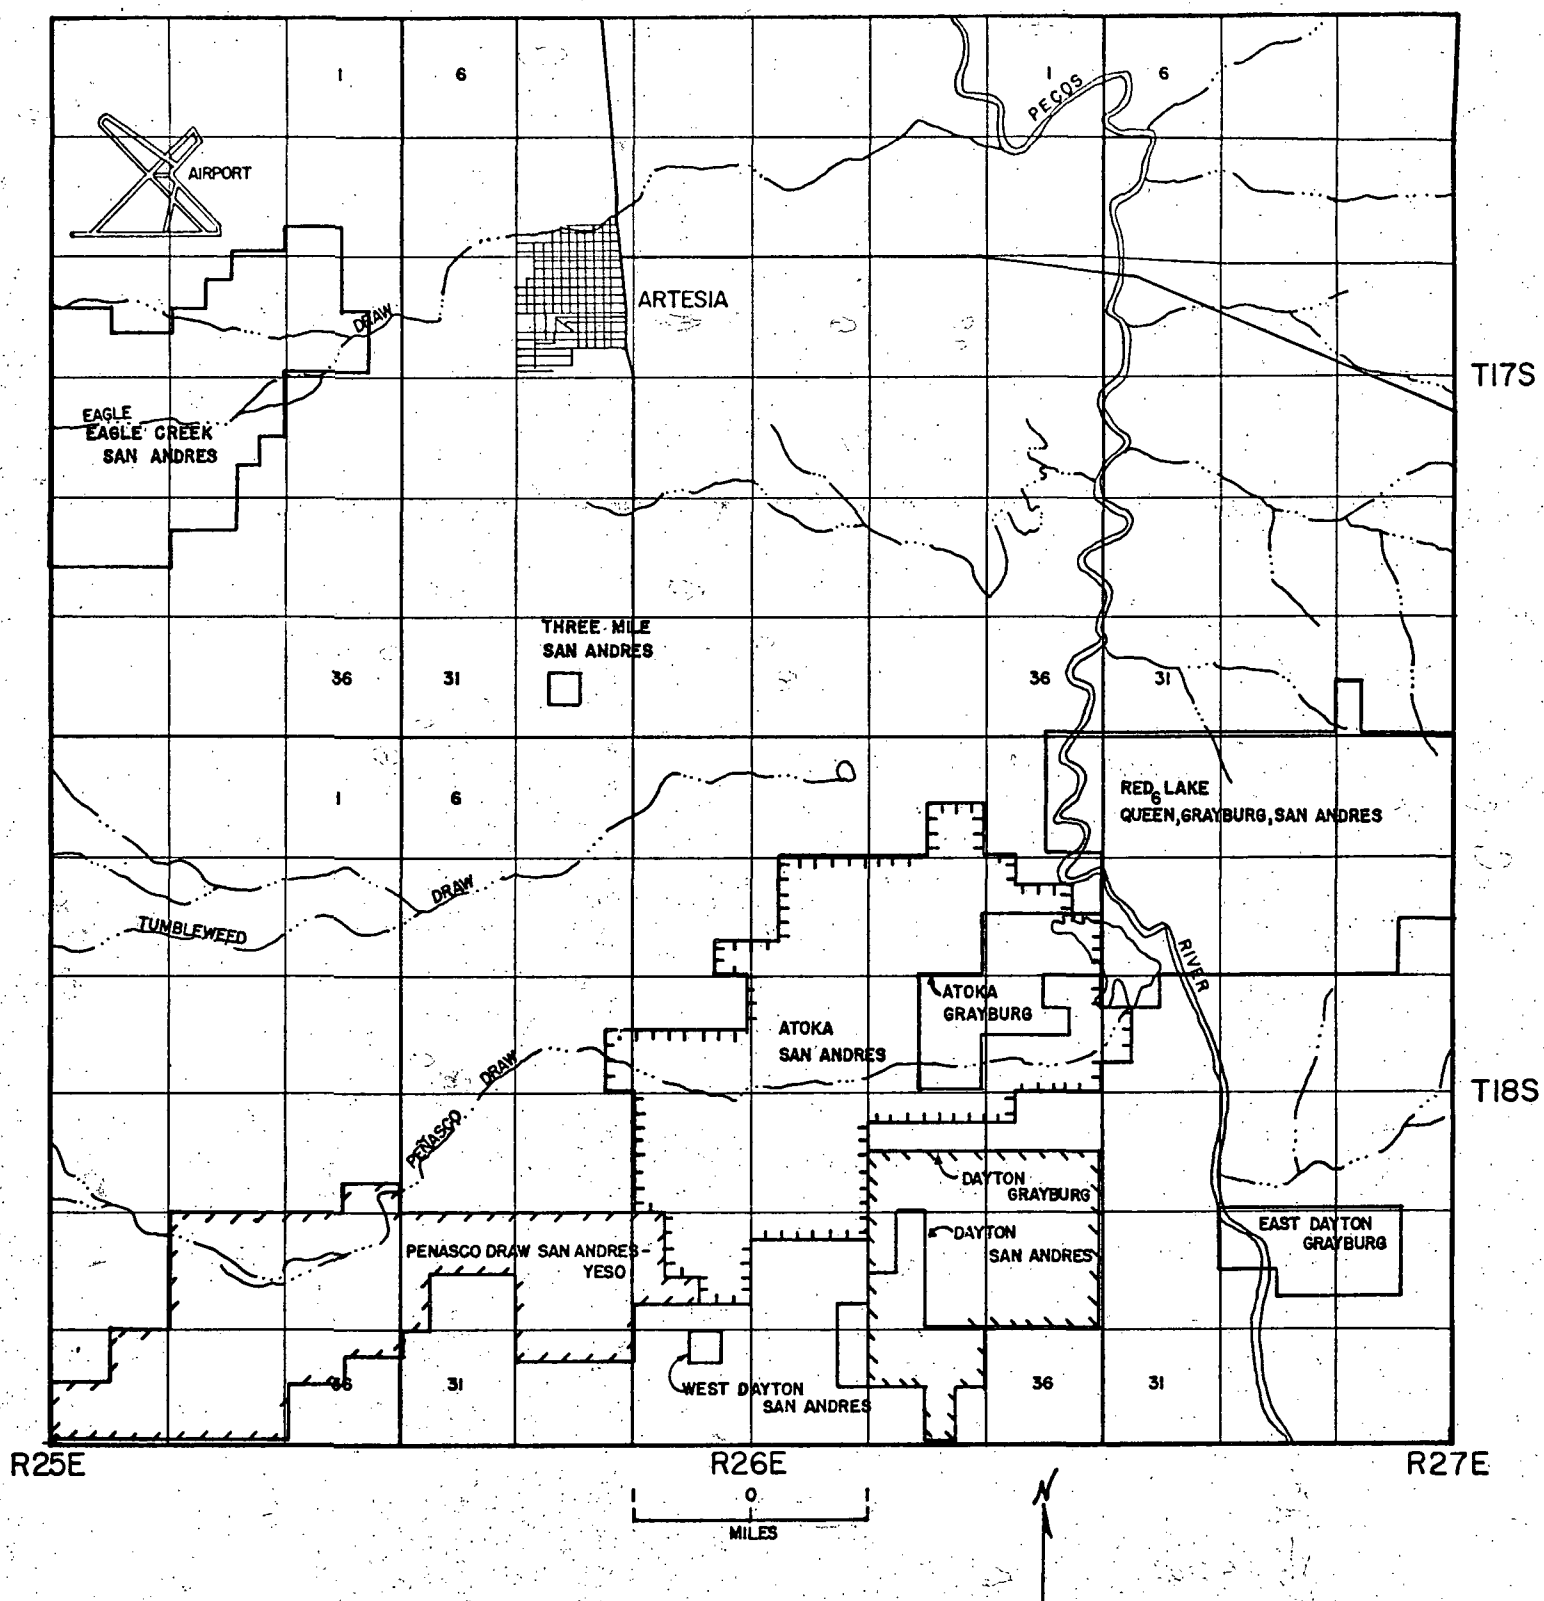 1
6
1
6
PECOS
AIRPORT
ARTESIA
DRAW
T17S
EAGLE
EAGLE CREEK
SAN ANDRES
THREE MILE
SAN ANDRES
36
31
36
31
1
6
RED LAKE
6
QUEEN, GRAYBURG, SAN ANDRES
DRAW
TUMBLEWEED
RIVER
ATOKA
GRAYBURG
ATOKA
SAN ANDRES
DRAW
T18S
PEÑASCO
DAYTON
GRAYBURG
DAYTON
SAN ANDRES
EAST DAYTON
GRAYBURG
PENASCO DRAW SAN ANDRES-
YESO
36
31
WEST DAYTON
SAN ANDRES
36
31
R25E
R26E
R27E
1 0 1
MILES
N